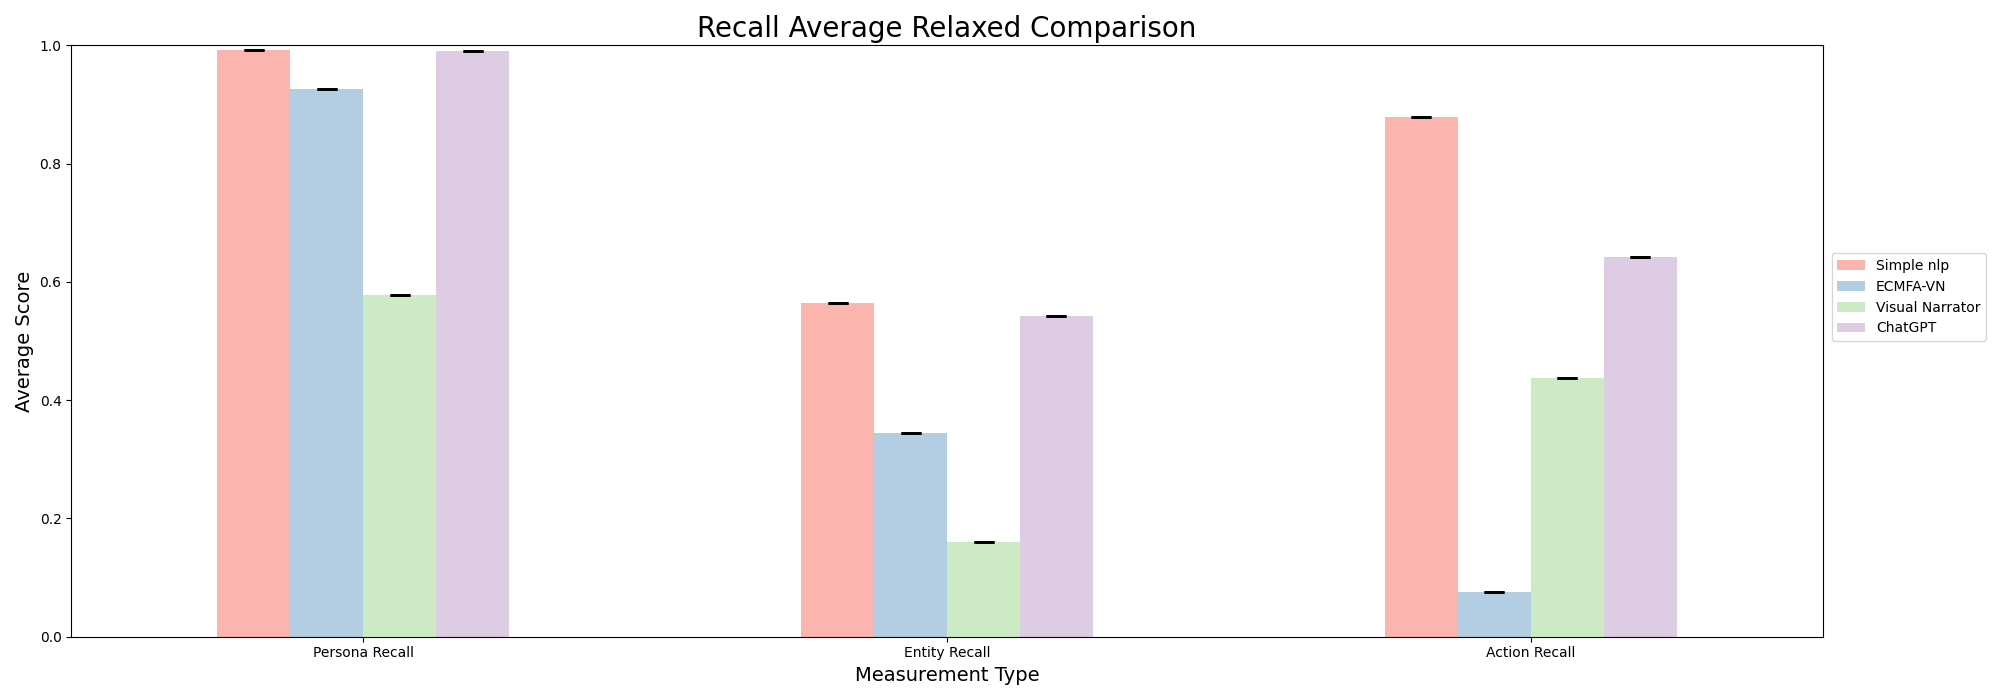 Recall Average Relaxed Comparison
1.0
0.8
0.6
0.4
0.2
0.0
Average Score
Persona Recall
Entity Recall
Action Recall
Measurement Type
Simple nlp
ECMFA-VN
Visual Narrator
ChatGPT